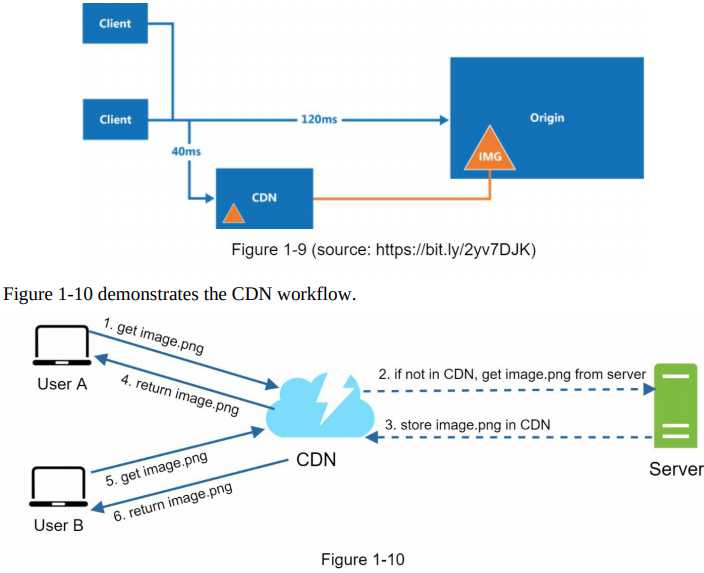 Client
Client
120ms
Origin
IMG
40ms
CDN
Figure 1-9 (source: https://bit.ly/2yv7DJK)
Figure 1-10 demonstrates the CDN workflow.
1. get image.png
2. if not in CDN, get image.png from server
User A
4. return image.png
3. store image.png in CDN
5. get image.png
CDN
Server
6. return image.png
User B
Figure 1-10